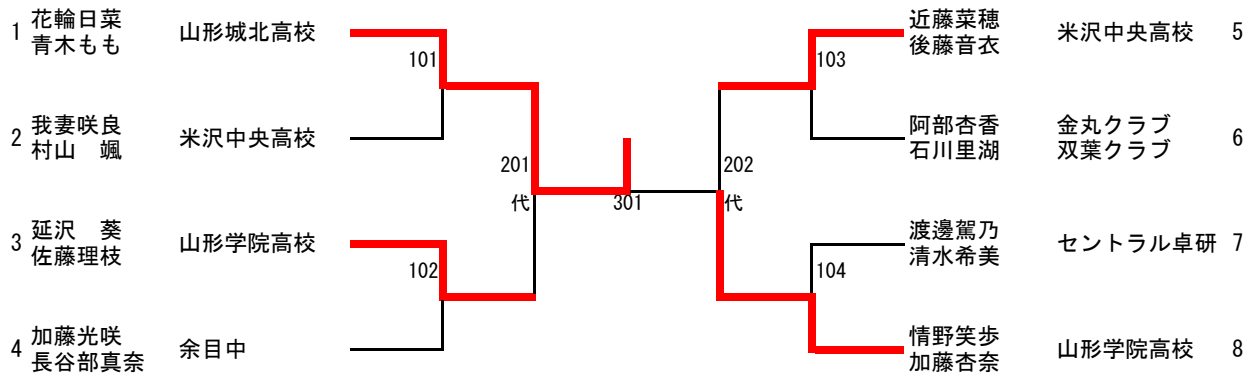 1 花輪日菜 山形城北高校
青木もも
101
2 我妻咲良 米沢中央高校
村山　颯
201
代
3 延沢　葵 山形学院高校
佐藤理枝
102
4 加藤光咲 余目中
長谷部真奈
301
近藤菜穂 米沢中央高校 5
後藤音衣
103
阿部杏香 金丸クラブ 6
石川里湖 双葉クラブ
202
代
渡邊駕乃 セントラル卓研 7
清水希美
104
情野笑歩 山形学院高校 8
加藤杏奈